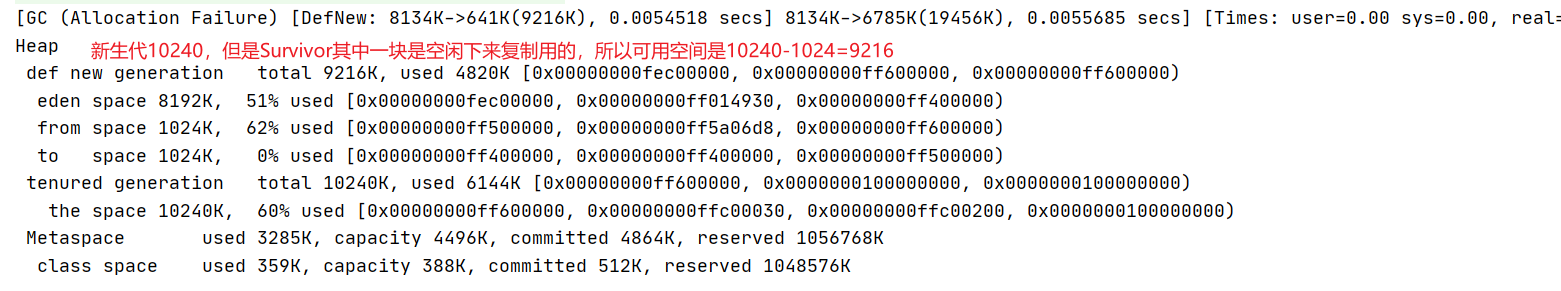 [GC (Allocation Failure) [DefNew: 8134K->641K(9216K), 0.0054518 secs] 8134K->6785K(19456K), 0.0055685 secs] [Times: user=0.00 sys=0.00, real=
Heap 新生代10240，但是Survivor其中一块是空闲下来复制用的，所以可用空间是10240-1024=9216
def new generation   total 9216K, used 4820K [0x00000000fec00000, 0x00000000ff600000, 0x00000000ff600000)
eden space 8192K,  51% used [0x00000000fec00000, 0x00000000ff014930, 0x00000000ff400000)
from space 1024K,  62% used [0x00000000ff500000, 0x00000000ff5a06d8, 0x00000000ff600000)
to   space 1024K,   0% used [0x00000000ff400000, 0x00000000ff400000, 0x00000000ff500000)
tenured generation   total 10240K, used 6144K [0x00000000ff600000, 0x0000000100000000, 0x0000000100000000)
the space 10240K,  60% used [0x00000000ff600000, 0x00000000ffc00030, 0x00000000ffc00200, 0x0000000100000000)
Metaspace       used 3285K, capacity 4496K, committed 4864K, reserved 1056768K
class space    used 359K, capacity 388K, committed 512K, reserved 1048576K